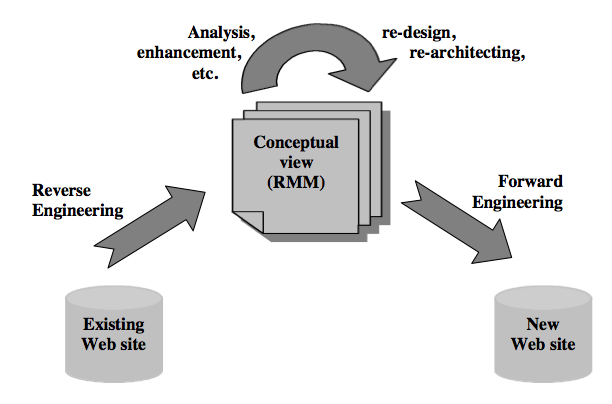 Analysis,
enhancement,
etc.
re-design,
re-architecting,
Conceptual
view
(RMM)
Reverse
Engineering
Forward
Engineering
Existing
Web site
New
Web site